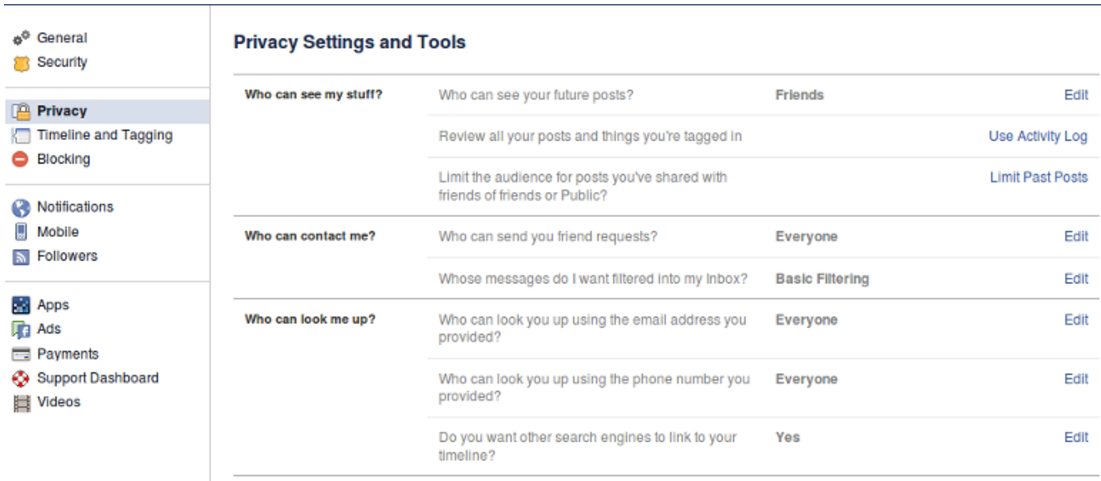 General
Security
Privacy
Timeline and Tagging
Blocking
Notifications
Mobile
Followers
Apps
Ads
Payments
Support Dashboard
Videos
Privacy Settings and Tools
Who can see my stuff?
Who can see your future posts?
Friends
Edit
Review all your posts and things you're tagged in
Use Activity Log
Limit the audience for posts you've shared with
friends of friends or Public?
Limit Past Posts
Who can contact me?
Who can send you friend requests?
Everyone
Edit
Whose messages do I want filtered into my Inbox?
Basic Filtering
Edit
Who can look me up?
Who can look you up using the email address you
provided?
Everyone
Edit
Who can look you up using the phone number you
provided?
Everyone
Edit
Do you want other search engines to link to your
timeline?
Yes
Edit